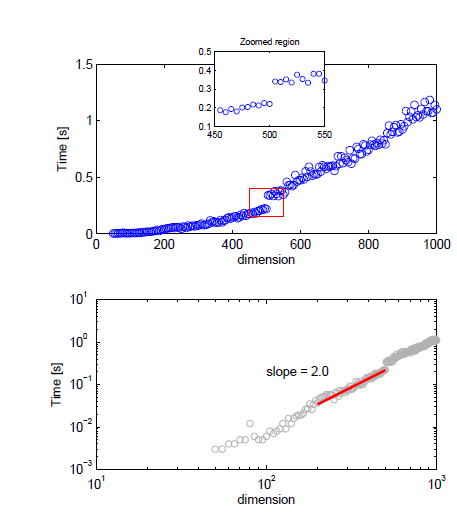 Zoomed region
0.5
0.4
0.3
0.2
0.1
450 500 550
1.5
1
0.5
0
Time [s]
0 200 400 600 800 1000
dimension
10^1
10^0
10^-1
10^-2
10^-3
Time [s]
slope = 2.0
10^1 10^2 10^3
dimension